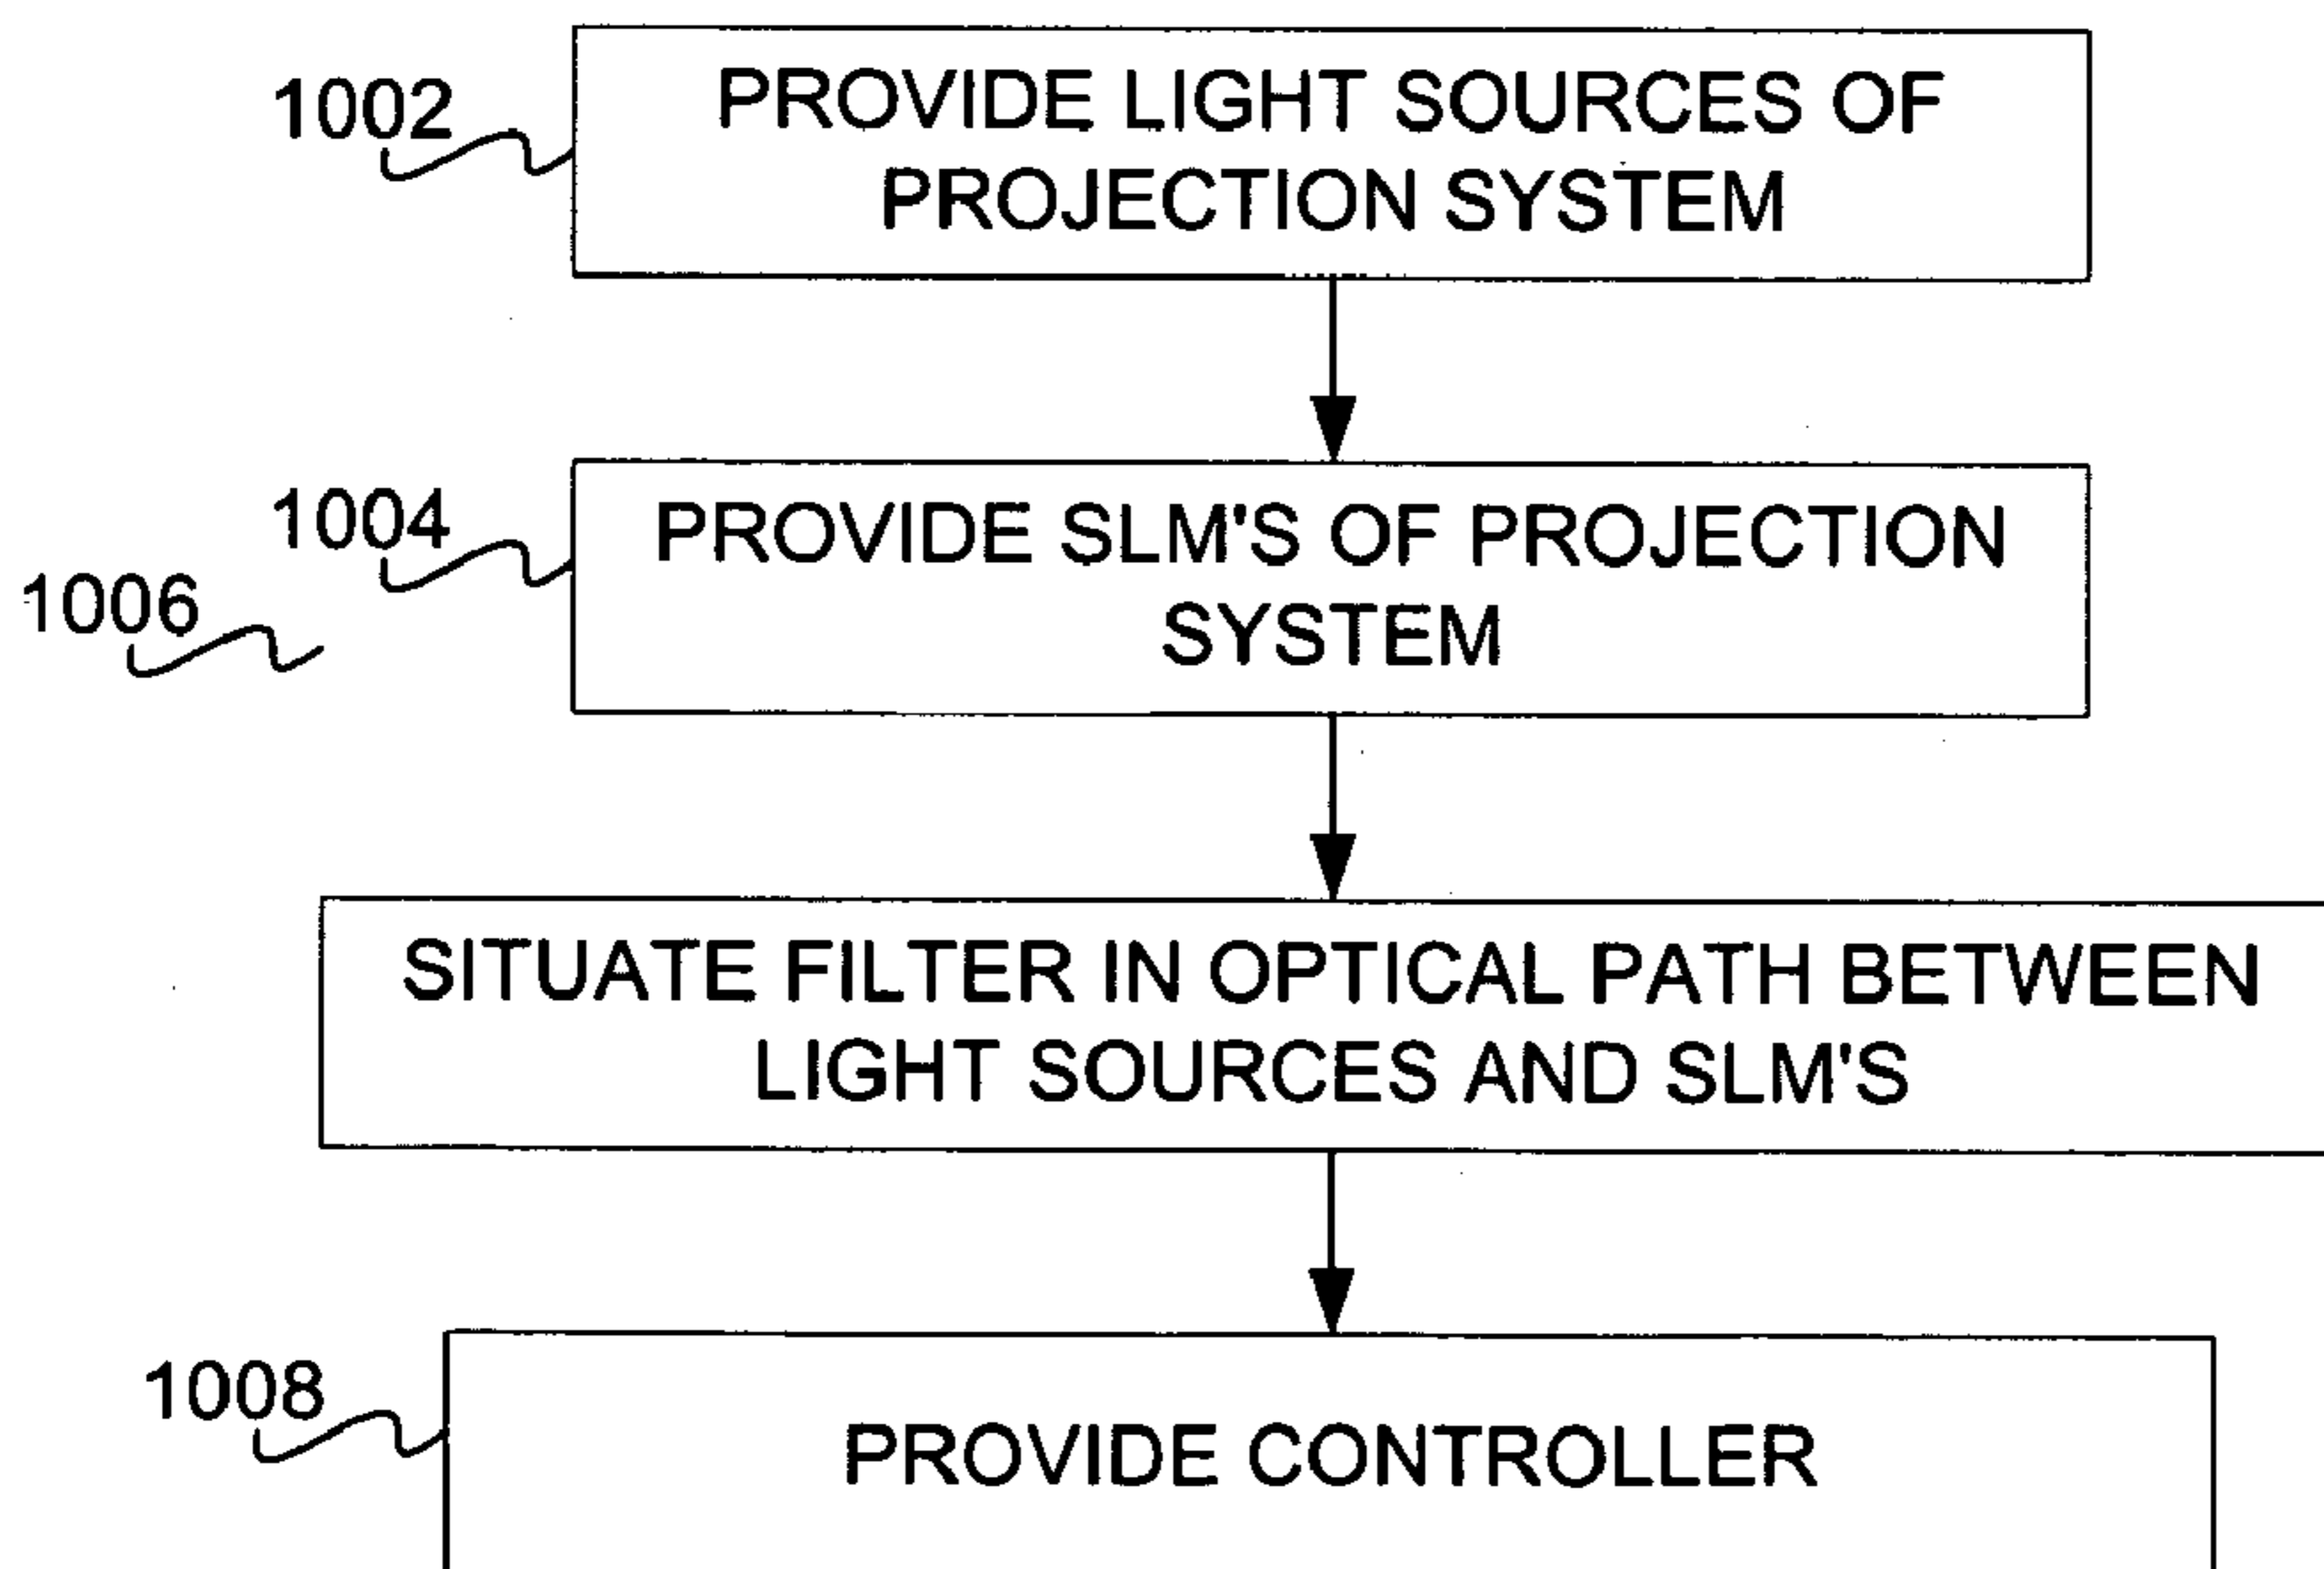 1002
PROVIDE LIGHT SOURCES OF
PROJECTION SYSTEM
1004
PROVIDE SLM'S OF PROJECTION
SYSTEM
1006
SITUATE FILTER IN OPTICAL PATH BETWEEN
LIGHT SOURCES AND SLM'S
1008
PROVIDE CONTROLLER